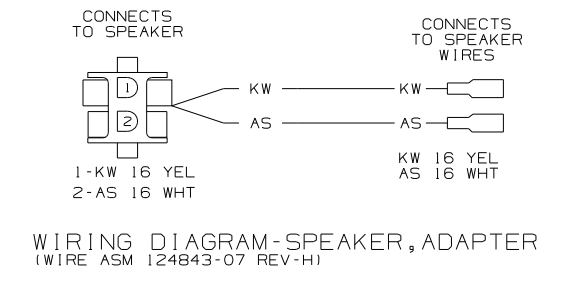 CONNECTS
TO SPEAKER
CONNECTS
TO SPEAKER
WIRES
1
KW
KW
2
AS
AS
1-KW 16 YEL
2-AS 16 WHT
KW 16 YEL
AS 16 WHT
WIRING DIAGRAM-SPEAKER,ADAPTER
(WIRE ASM 124843-07 REV-H)